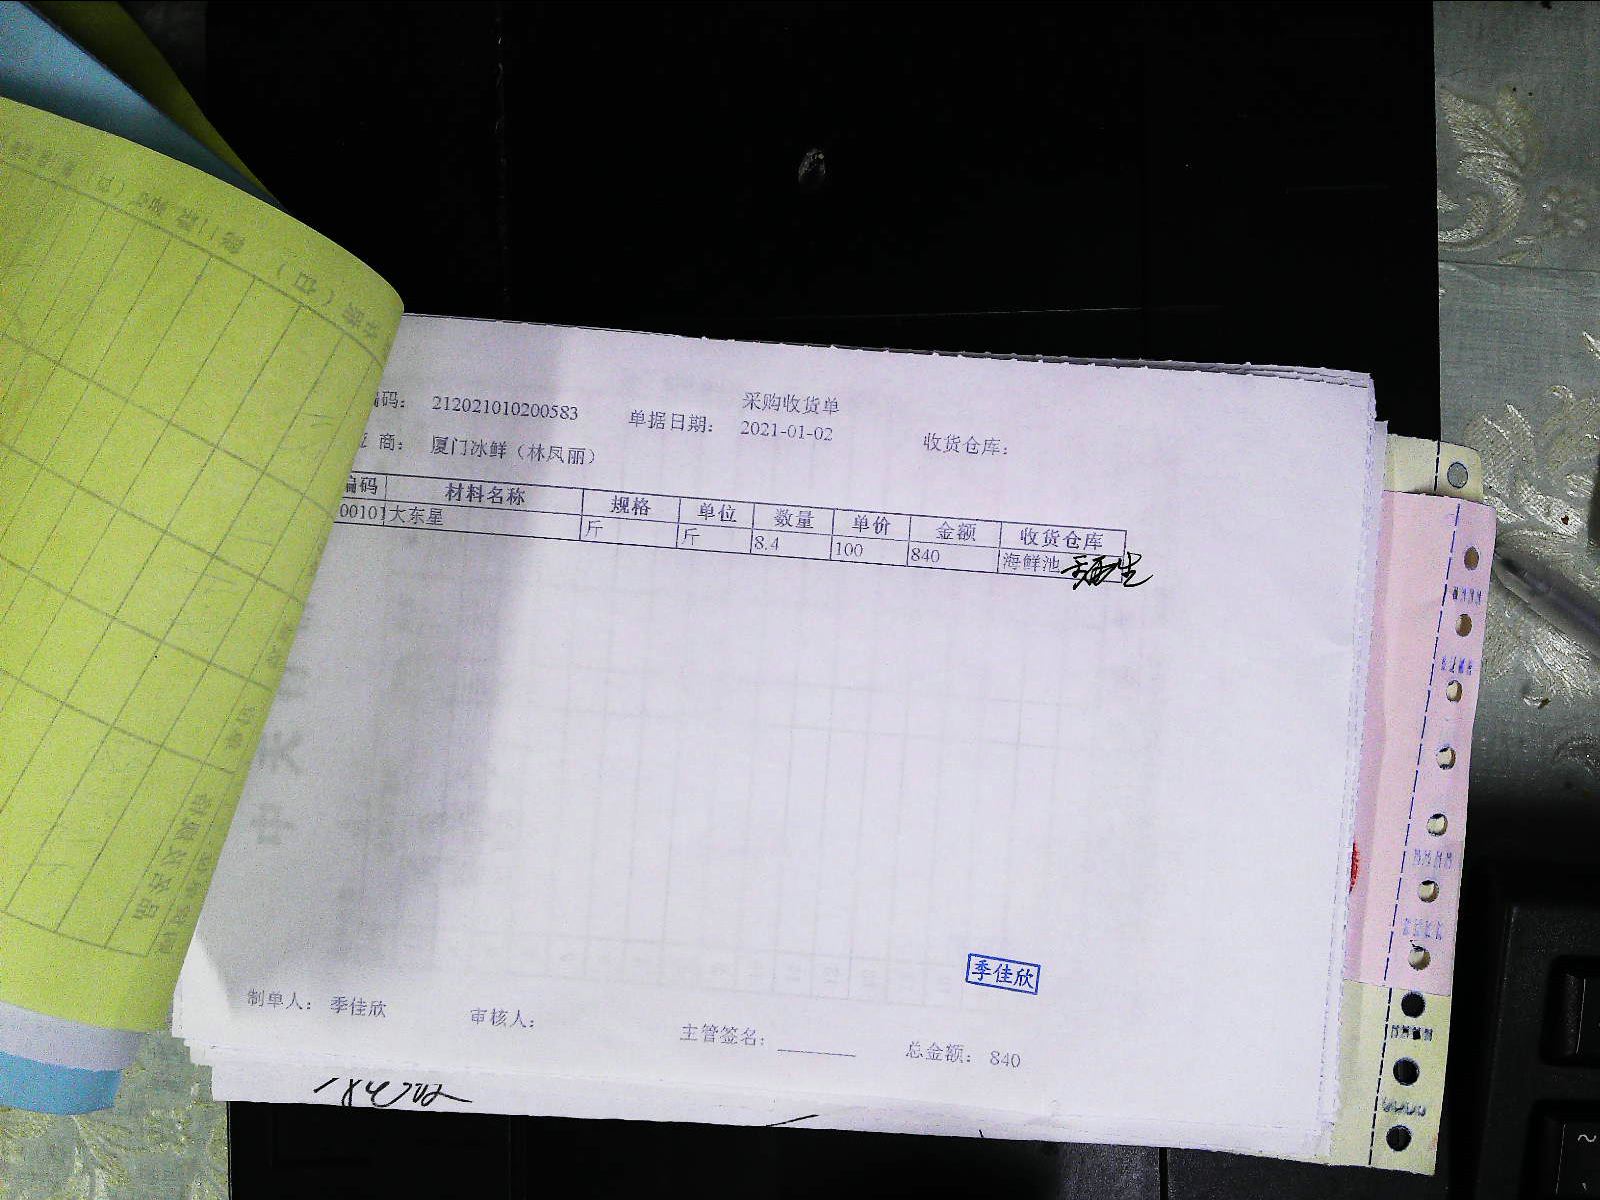 采购收货单
码： 212021010200583 单据日期： 2021-01-02 收货仓库：
商： 厦门冰鲜（林凤丽）
编码 材料名称 规格 单位 数量 单价 金额 收货仓库
00101 大东星 斤 斤 8.4 100 840 海鲜池
季佳欣
制单人： 季佳欣 审核人： 主管签名： 总金额： 840